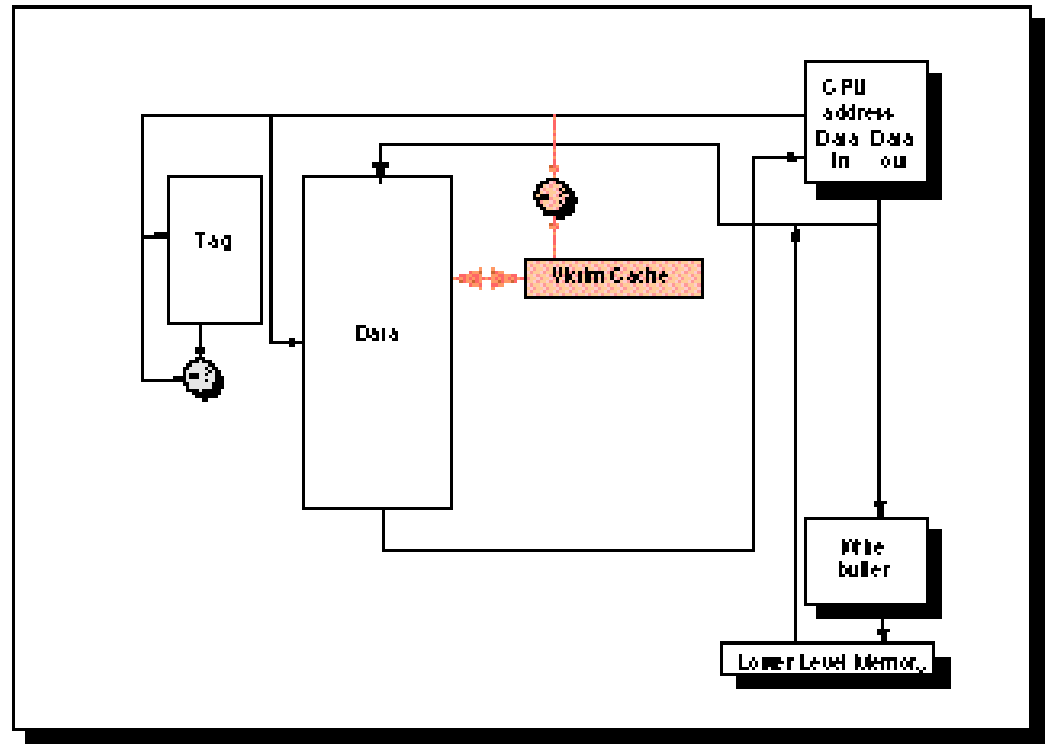 CPU
address
Data Data
in out
Tag
Victim Cache
Data
=?
=?
Write
buffer
Lower Level Memory